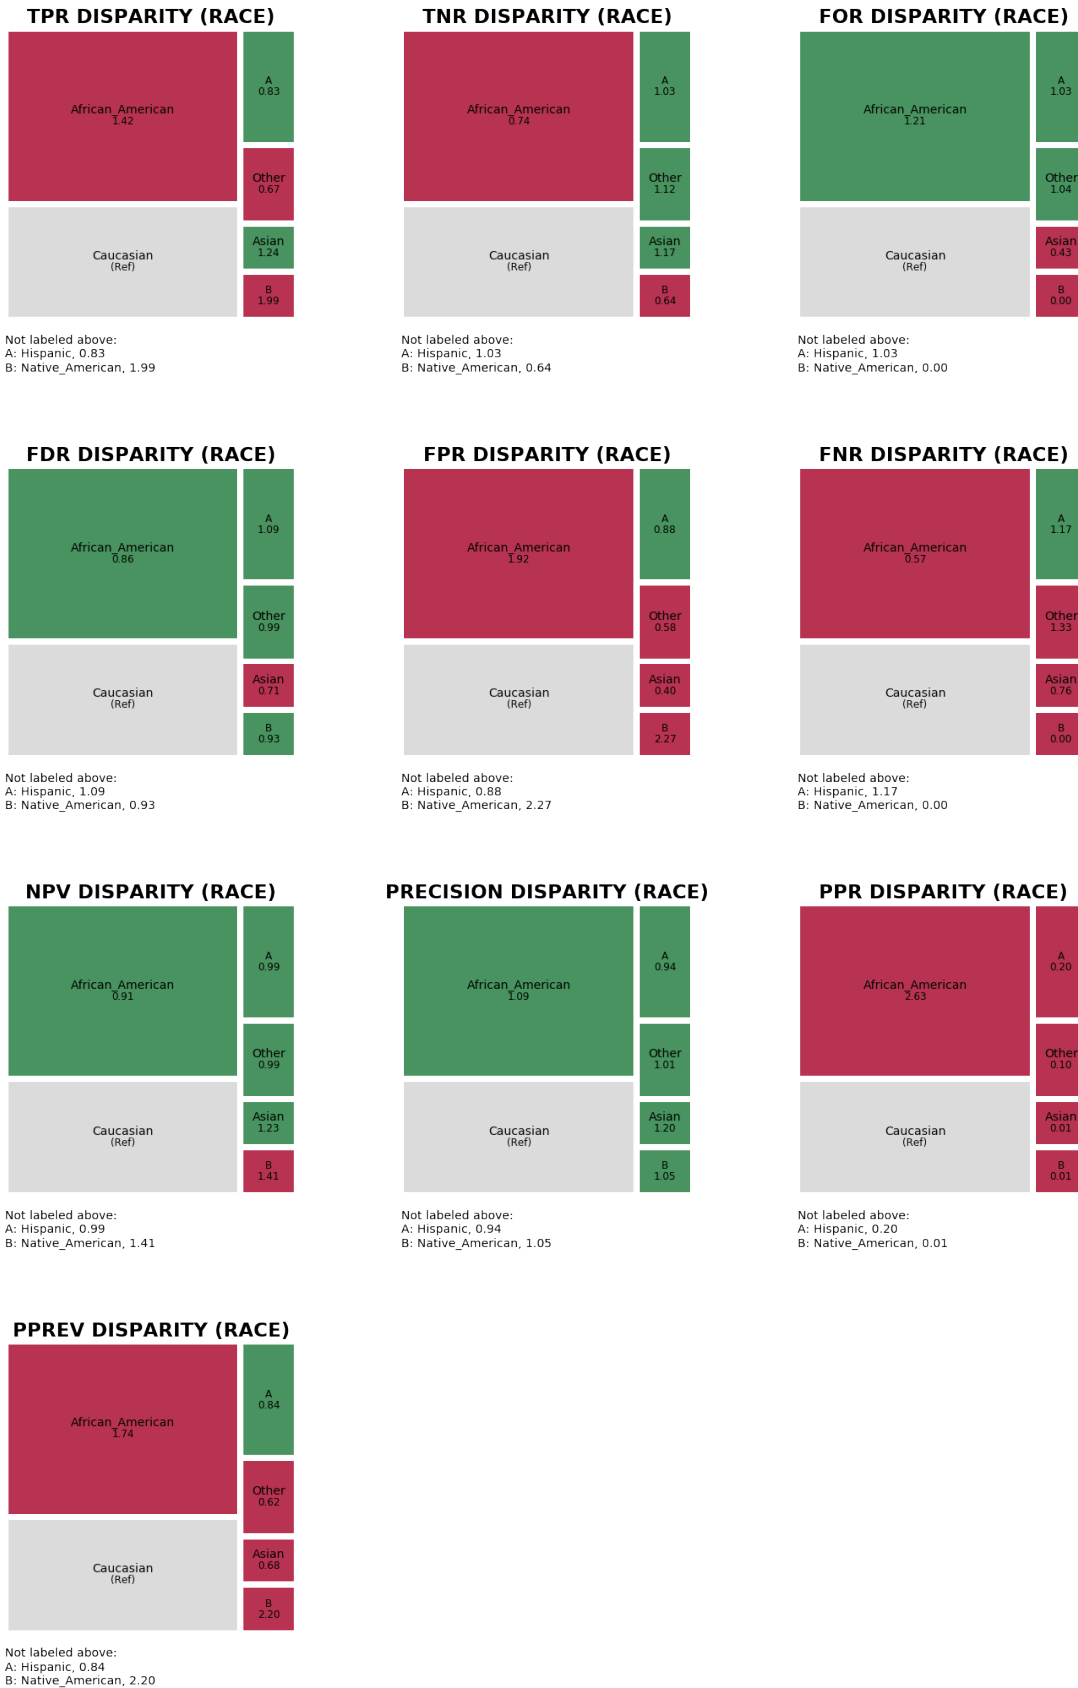 TPR DISPARITY (RACE)
African_American
1.42
A
0.83
Other
0.67
Asian
1.24
B
1.99
Caucasian
(Ref)
Not labeled above:
A: Hispanic, 0.83
B: Native_American, 1.99
TNR DISPARITY (RACE)
African_American
0.74
A
1.03
Other
1.12
Asian
1.17
B
0.64
Caucasian
(Ref)
Not labeled above:
A: Hispanic, 1.03
B: Native_American, 0.64
FOR DISPARITY (RACE)
African_American
1.21
A
1.03
Other
1.04
Asian
0.43
B
0.00
Caucasian
(Ref)
Not labeled above:
A: Hispanic, 1.03
B: Native_American, 0.00
FDR DISPARITY (RACE)
African_American
0.86
A
1.09
Other
0.99
Asian
0.71
B
0.93
Caucasian
(Ref)
Not labeled above:
A: Hispanic, 1.09
B: Native_American, 0.93
FPR DISPARITY (RACE)
African_American
1.92
A
0.88
Other
0.58
Asian
0.40
B
2.27
Caucasian
(Ref)
Not labeled above:
A: Hispanic, 0.88
B: Native_American, 2.27
FNR DISPARITY (RACE)
African_American
0.57
A
1.17
Other
1.33
Asian
0.76
B
0.00
Caucasian
(Ref)
Not labeled above:
A: Hispanic, 1.17
B: Native_American, 0.00
NPV DISPARITY (RACE)
African_American
0.91
A
0.99
Other
0.99
Asian
1.23
B
1.41
Caucasian
(Ref)
Not labeled above:
A: Hispanic, 0.99
B: Native_American, 1.41
PRECISION DISPARITY (RACE)
African_American
1.09
A
0.94
Other
1.01
Asian
1.20
B
1.05
Caucasian
(Ref)
Not labeled above:
A: Hispanic, 0.94
B: Native_American, 1.05
PPR DISPARITY (RACE)
African_American
2.63
A
0.20
Other
0.10
Asian
0.01
B
0.01
Caucasian
(Ref)
Not labeled above:
A: Hispanic, 0.20
B: Native_American, 0.01
PPREV DISPARITY (RACE)
African_American
1.74
A
0.84
Other
0.62
Asian
0.68
B
2.20
Caucasian
(Ref)
Not labeled above:
A: Hispanic, 0.84
B: Native_American, 2.20